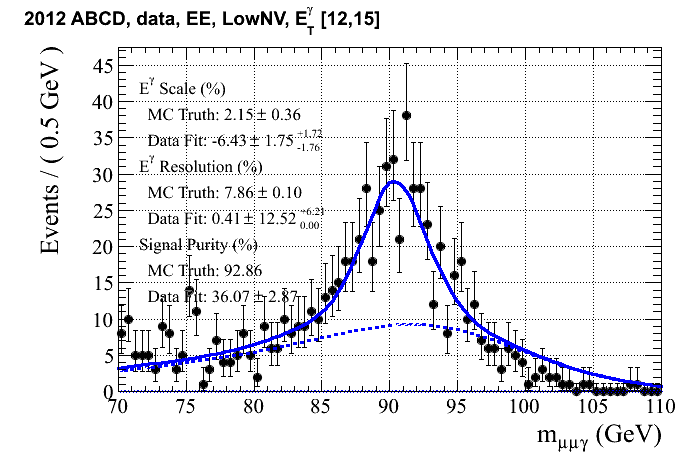 2012 ABCD, data, EE, LowNV, E_T^γ [12,15]
Events / ( 0.5 GeV )
45
40
35
30
25
20
15
10
5
0
E^γ Scale (%)
MC Truth: 2.15 ± 0.36
Data Fit: -6.43 ± 1.75 +1.72 -1.76
E^γ Resolution (%)
MC Truth: 7.86 ± 0.10
Data Fit: 0.41 ± 12.52 +6.21 0.00
Signal Purity (%)
MC Truth: 92.86
Data Fit: 36.07 ± 2.87
70 75 80 85 90 95 100 105 110
m_μμγ (GeV)